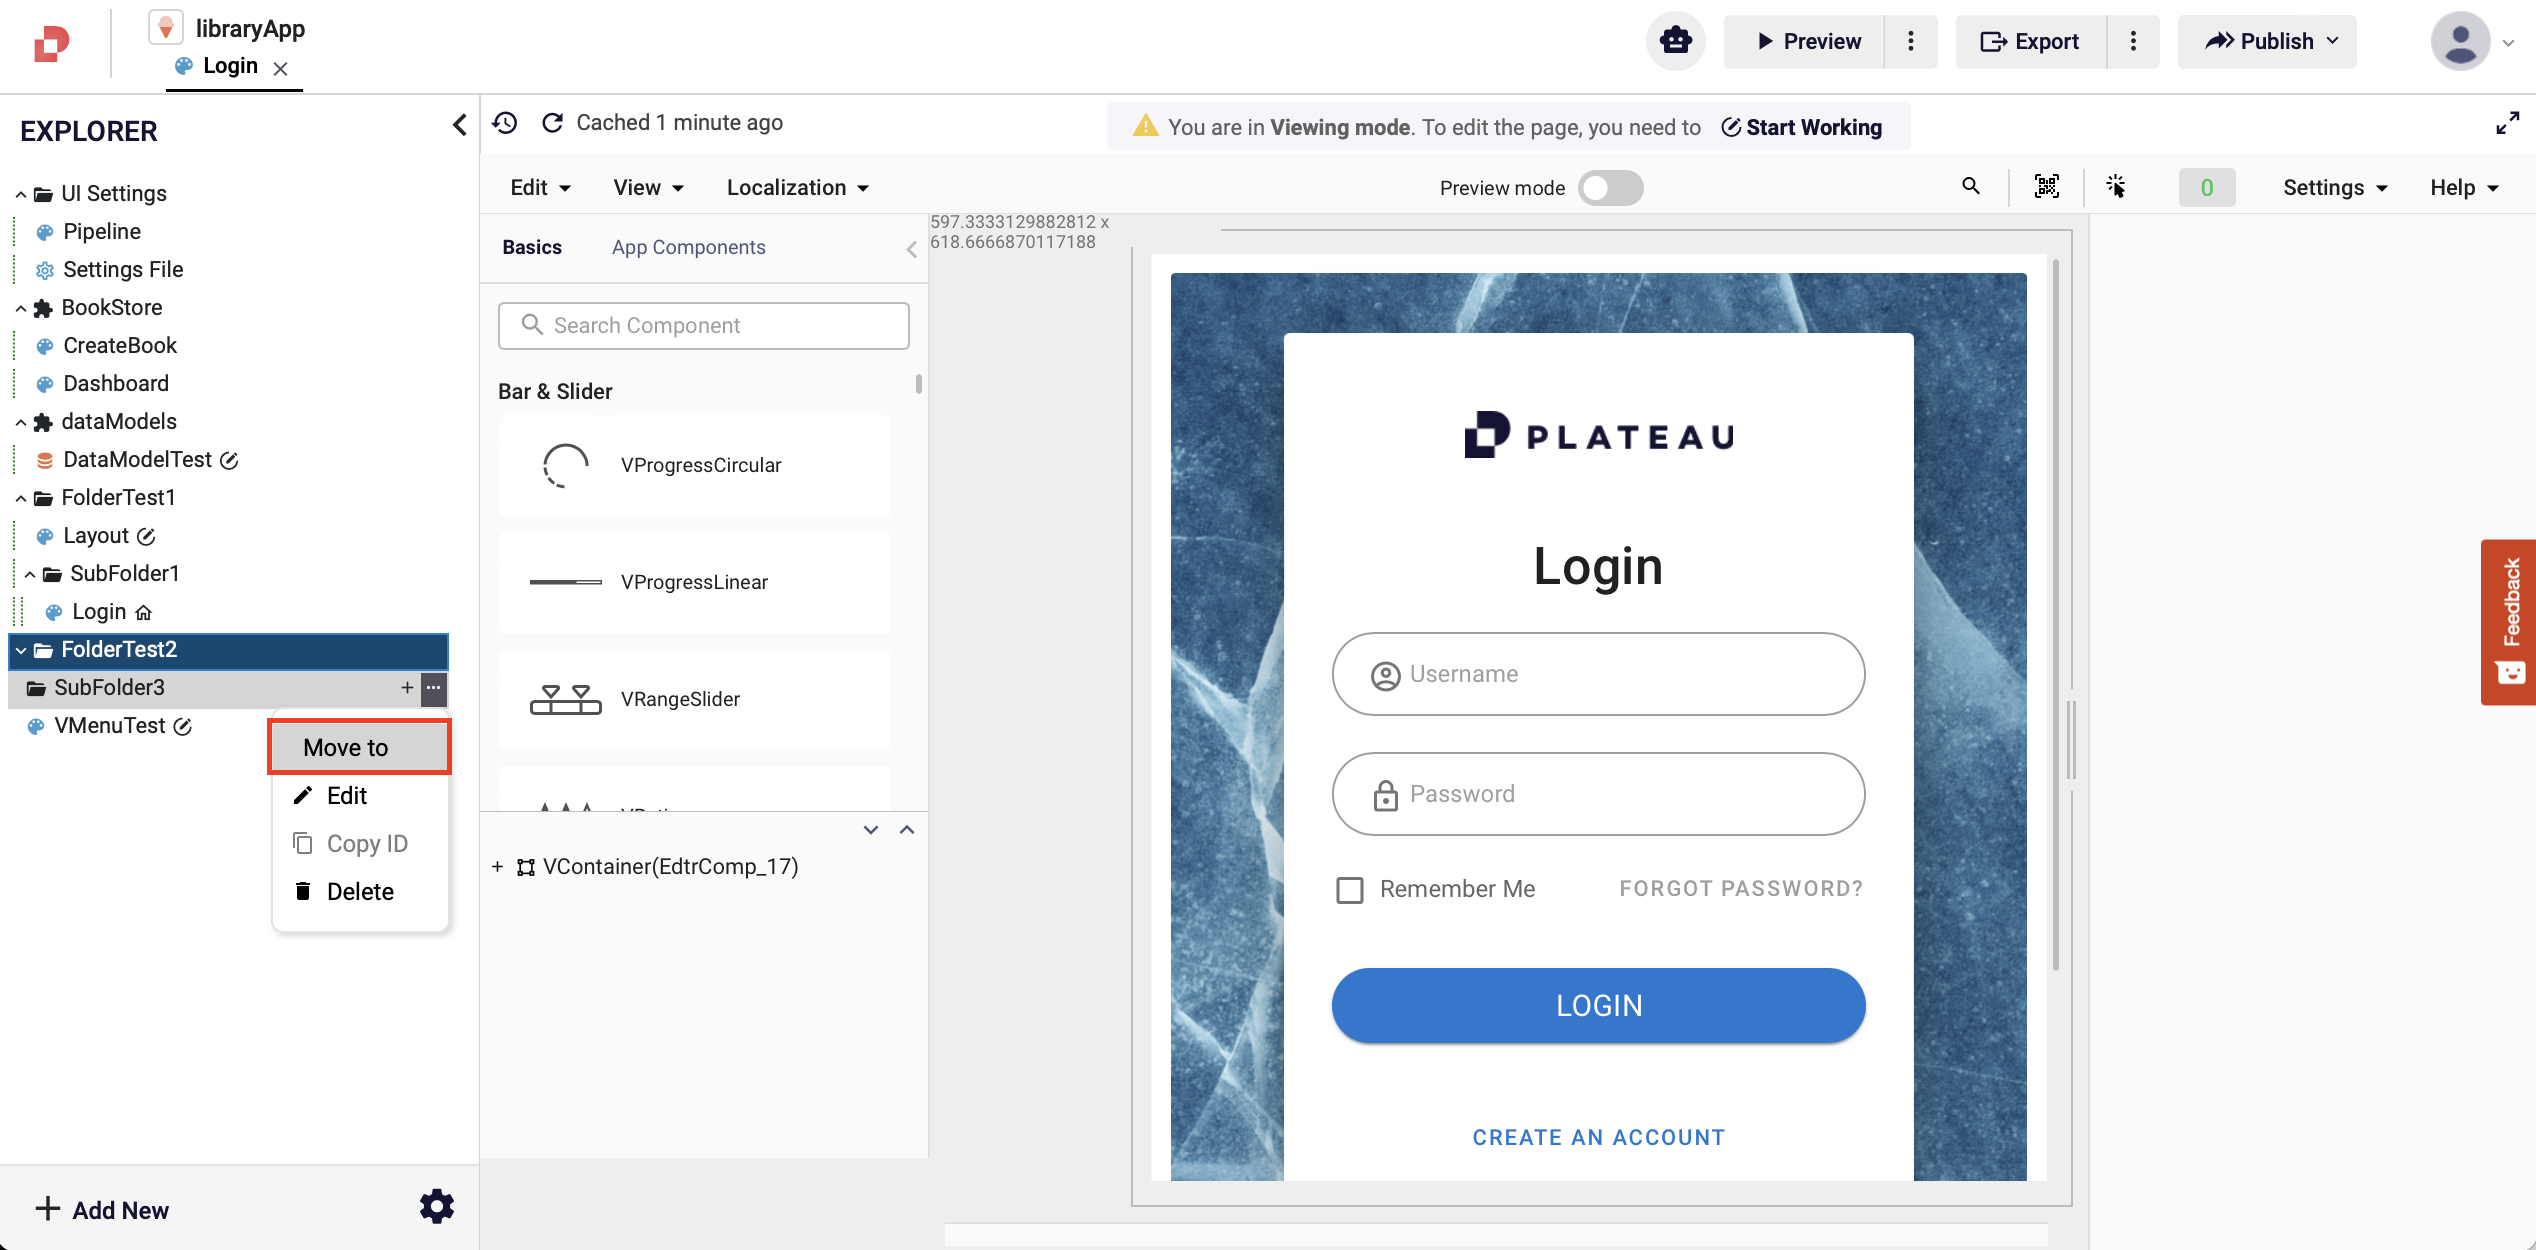 libraryApp
Login
Preview
Export
Publish
EXPLORER
Cached 1 minute ago
You are in Viewing mode. To edit the page, you need to Start Working
Edit
View
Localization
Preview mode
0
Settings
Help
UI Settings
Pipeline
Settings File
BookStore
CreateBook
Dashboard
dataModels
DataModelTest
FolderTest1
Layout
SubFolder1
Login
FolderTest2
SubFolder3
VMenuTest
Move to
Edit
Copy ID
Delete
Add New
Basics
App Components
Search Component
Bar & Slider
VProgressCircular
VProgressLinear
VRangeSlider
VContainer(EdtrComp_17)
597.3333129882812 x
618.6666870117188
PLATEAU
Login
Username
Password
Remember Me
FORGOT PASSWORD?
LOGIN
CREATE AN ACCOUNT
Feedback